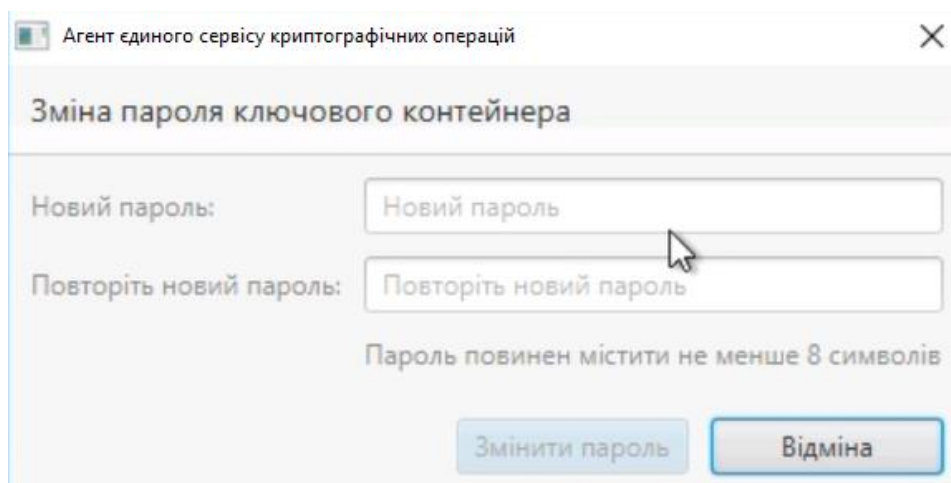 Агент єдиного сервісу криптографічних операцій
Зміна пароля ключового контейнера
Новий пароль: Новий пароль
Повторіть новий пароль: Повторіть новий пароль
Пароль повинен містити не менше 8 символів
Змінити пароль Відміна